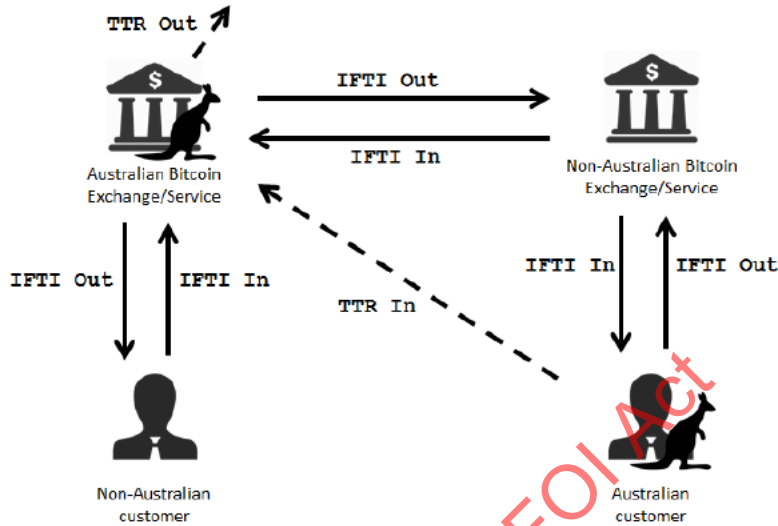 TTR Out
$
$
IFTI Out
IFTI In
Australian Bitcoin
Exchange/Service
Non-Australian Bitcoin
Exchange/Service
IFTI Out
IFTI In
IFTI In
IFTI Out
TTR In
Non-Australian
customer
Australian
customer
FOI Act